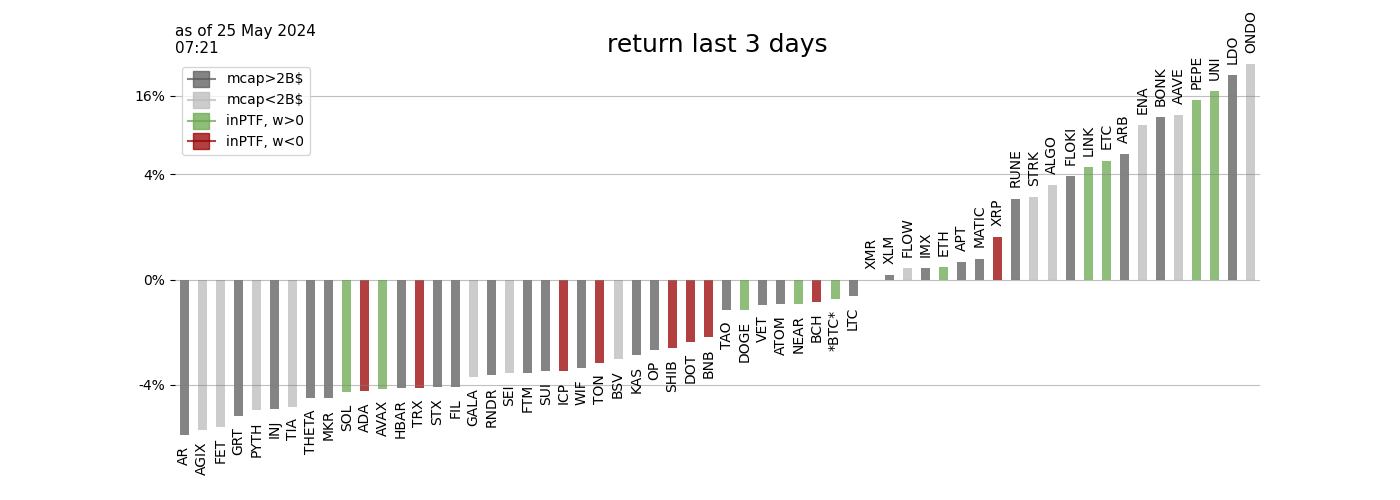 as of 25 May 2024
07:21
return last 3 days
mcap>2B$
mcap<2B$
inPTF, w>0
inPTF, w<0
16%
4%
0%
-4%
AR
AGIX
FET
GRT
PYTH
INJ
TIA
THETA
MKR
SOL
ADA
AVAX
HBAR
TRX
STX
FIL
GALA
RNDR
SEI
FTM
SUI
ICP
WIF
TON
BSV
KAS
OP
SHIB
DOT
BNB
TAO
DOGE
VET
ATOM
NEAR
BCH
*BTC*
LTC
XMR
XLM
FLOW
IMX
ETH
APT
MATIC
XRP
RUNE
STRK
ALGO
FLOKI
LINK
ETC
ARB
ENA
BONK
AAVE
PEPE
UNI
LDO
ONDO